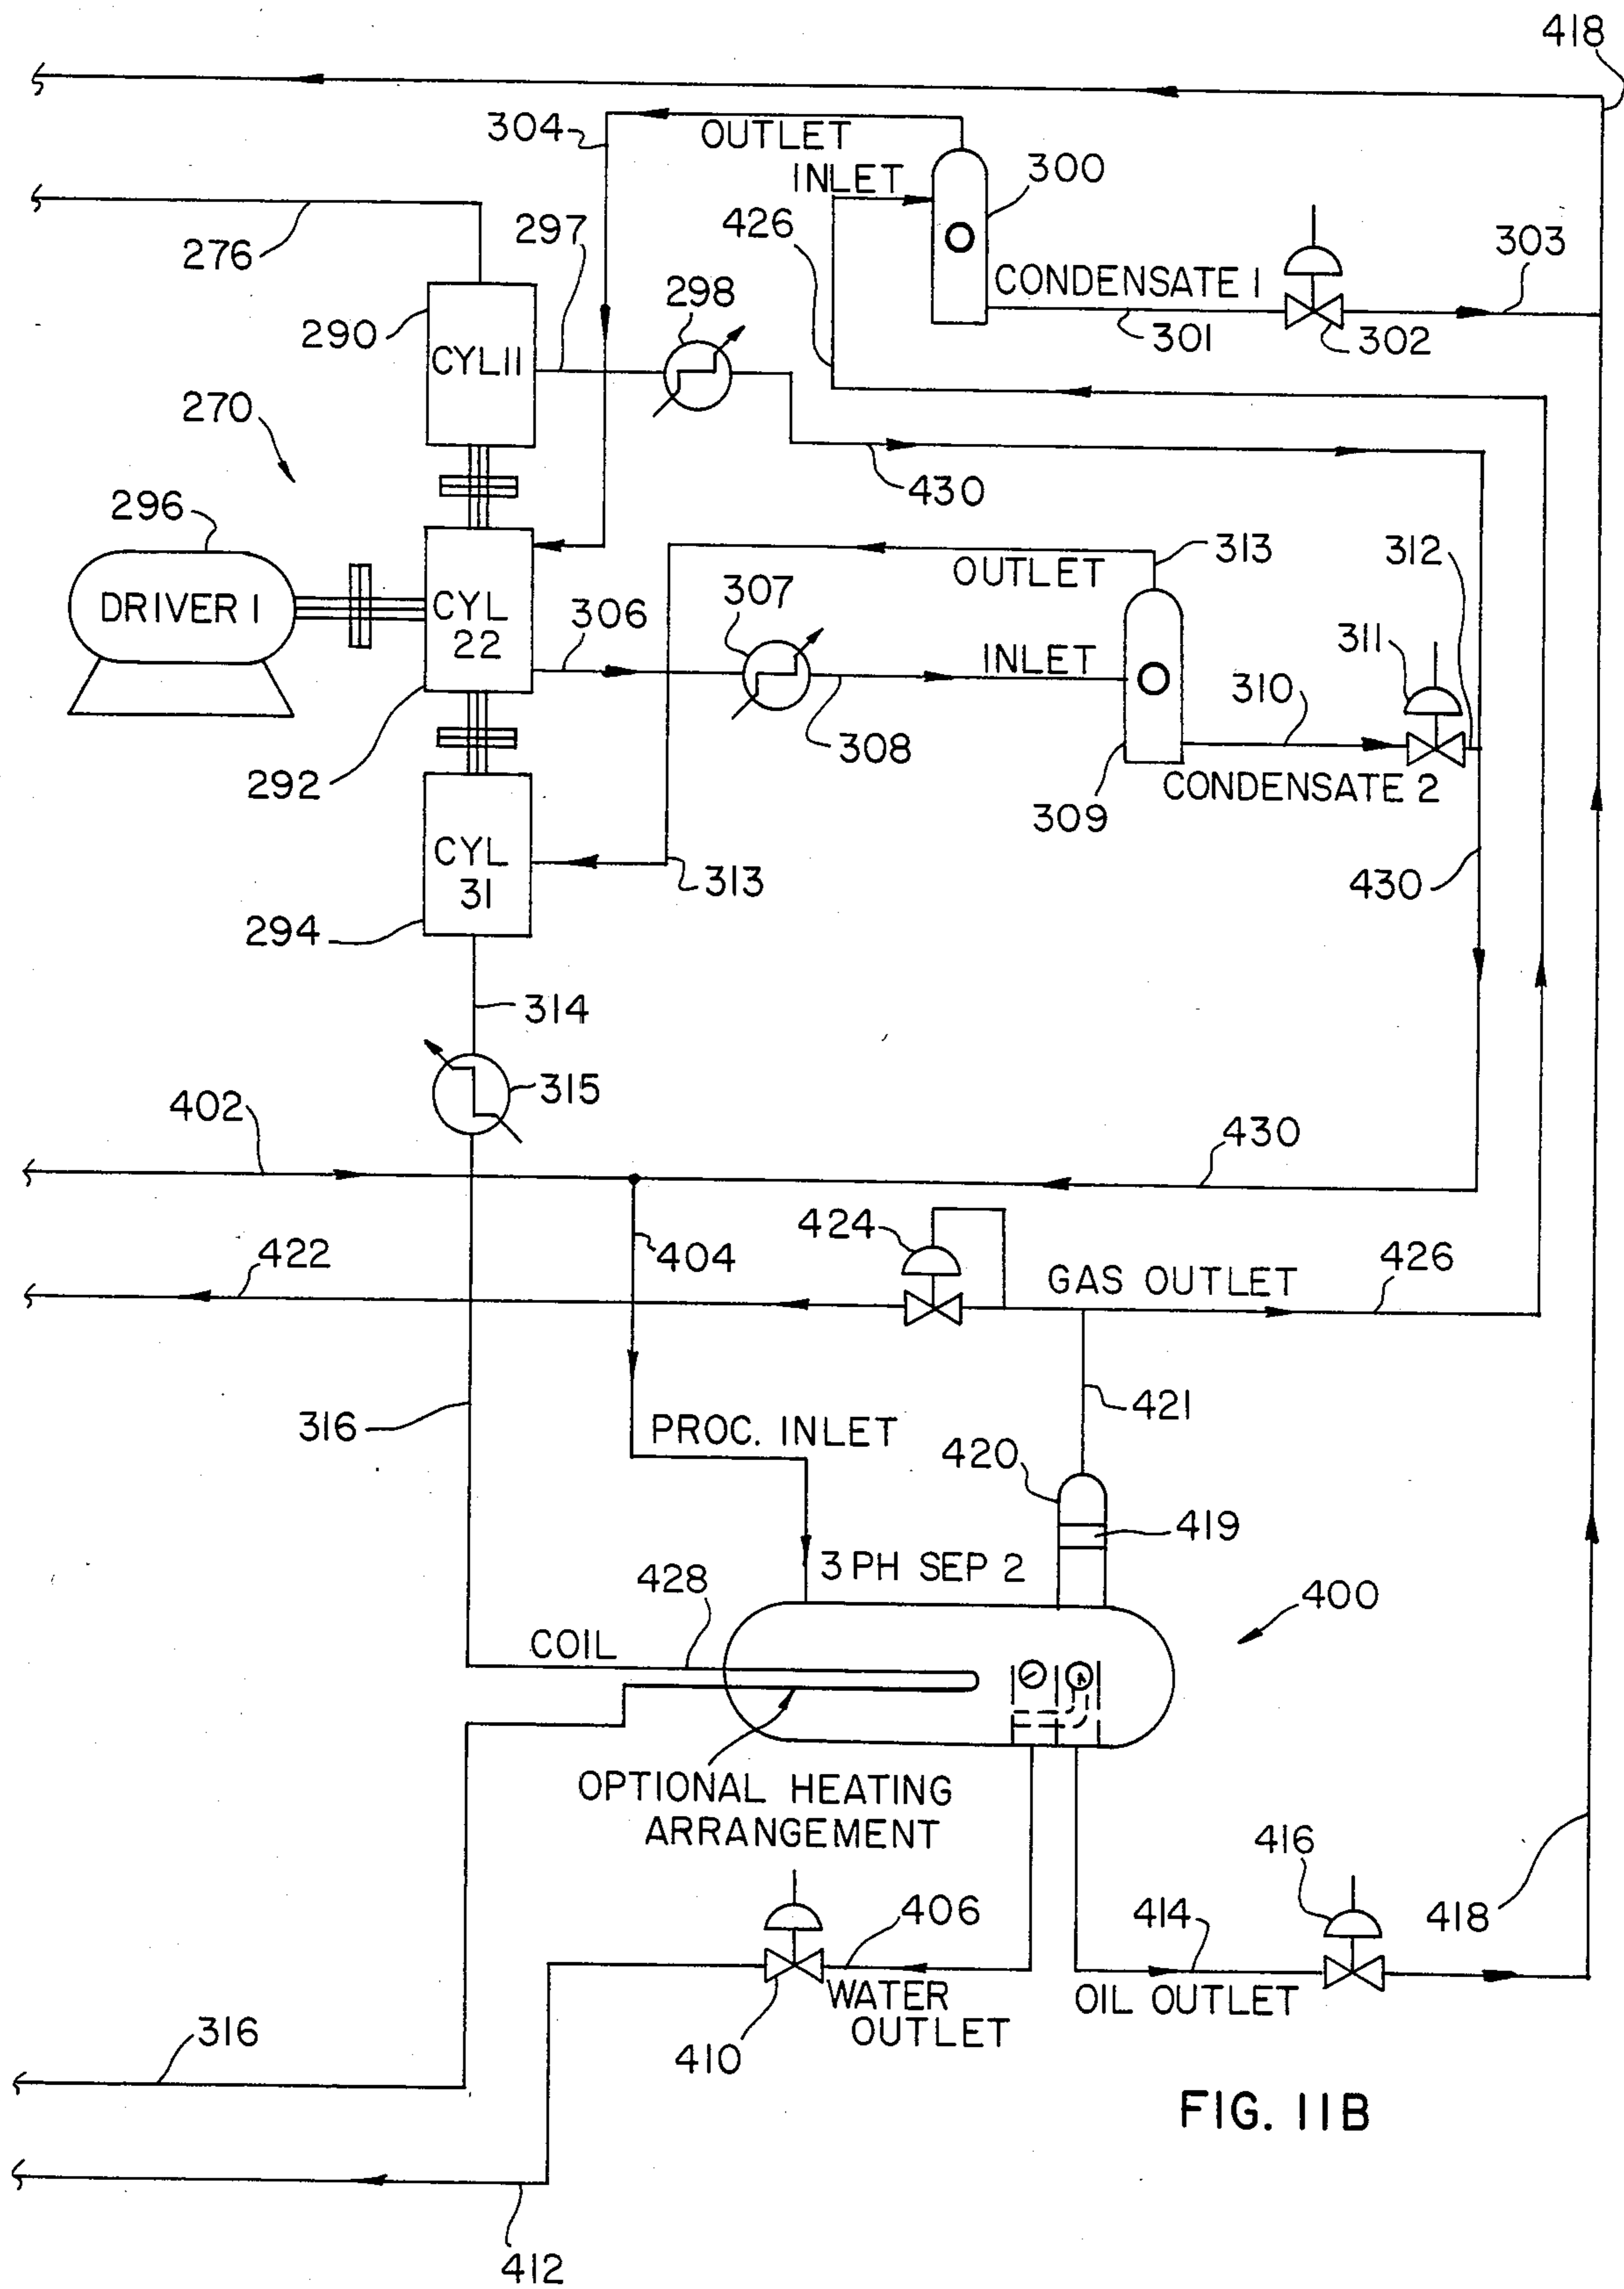 418
304
OUTLET
INLET
300
276
297
426
303
298
CONDENSATE 1
290
CYL11
301
302
270
430
296
313
312
OUTLET
DRIVER 1
CYL
22
306
307
INLET
311
310
308
292
CONDENSATE 2
309
CYL
31
313
430
294
314
315
402
430
424
404
422
GAS OUTLET
426
316
421
PROC. INLET
420
419
3 PH SEP 2
428
400
COIL
OPTIONAL HEATING
ARRANGEMENT
416
406
414
418
WATER
OUTLET
OIL OUTLET
316
410
FIG. 11B
412